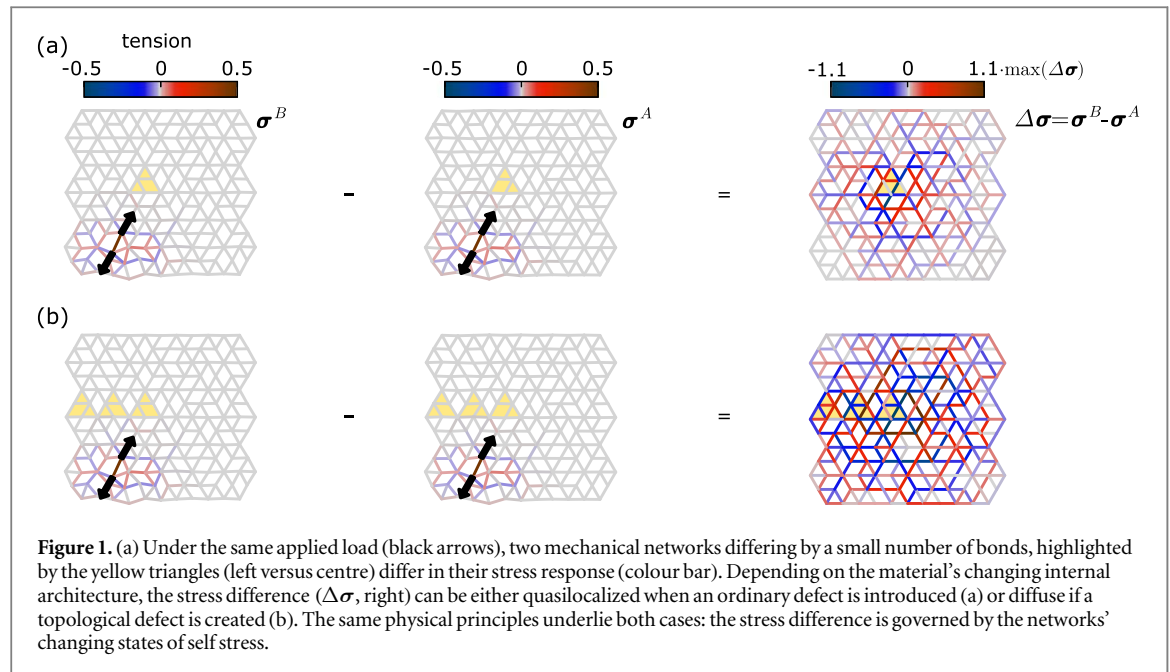 (a)
tension
-0.5 0 0.5
-0.5 0 0.5
-1.1 0 1.1·max(Δσ)
σᴮ
σᴬ
Δσ=σᴮ-σᴬ
-
=
(b)
-
=
Figure 1. (a) Under the same applied load (black arrows), two mechanical networks differing by a small number of bonds, highlighted
by the yellow triangles (left versus centre) differ in their stress response (colour bar). Depending on the material's changing internal
architecture, the stress difference (Δσ, right) can be either quasilocalized when an ordinary defect is introduced (a) or diffuse if a
topological defect is created (b). The same physical principles underlie both cases: the stress difference is governed by the networks'
changing states of self stress.